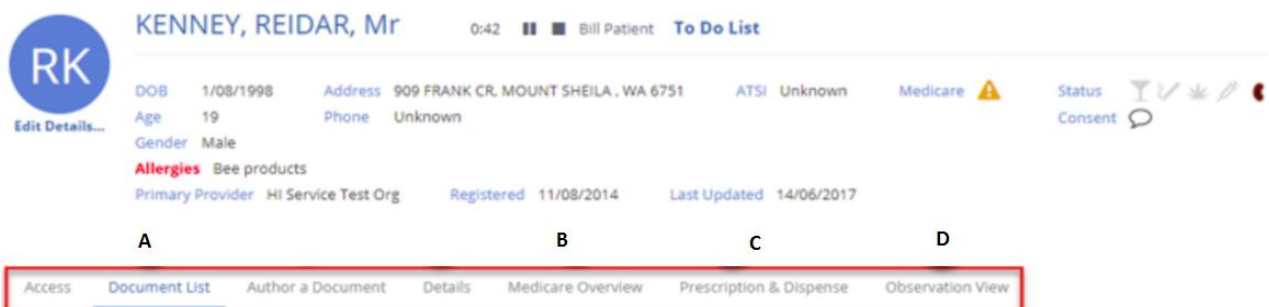 KENNEY, REIDAR, Mr 0:42 Bill Patient To Do List
RK
DOB 1/08/1998 Address 909 FRANK CR, MOUNT SHEILA , WA 6751 ATSI Unknown Medicare Status
Age 19 Phone Unknown Consent
Edit Details...
Gender Male
Allergies Bee products
Primary Provider HI Service Test Org Registered 11/08/2014 Last Updated 14/06/2017
A B C D
Access Document List Author a Document Details Medicare Overview Prescription & Dispense Observation View